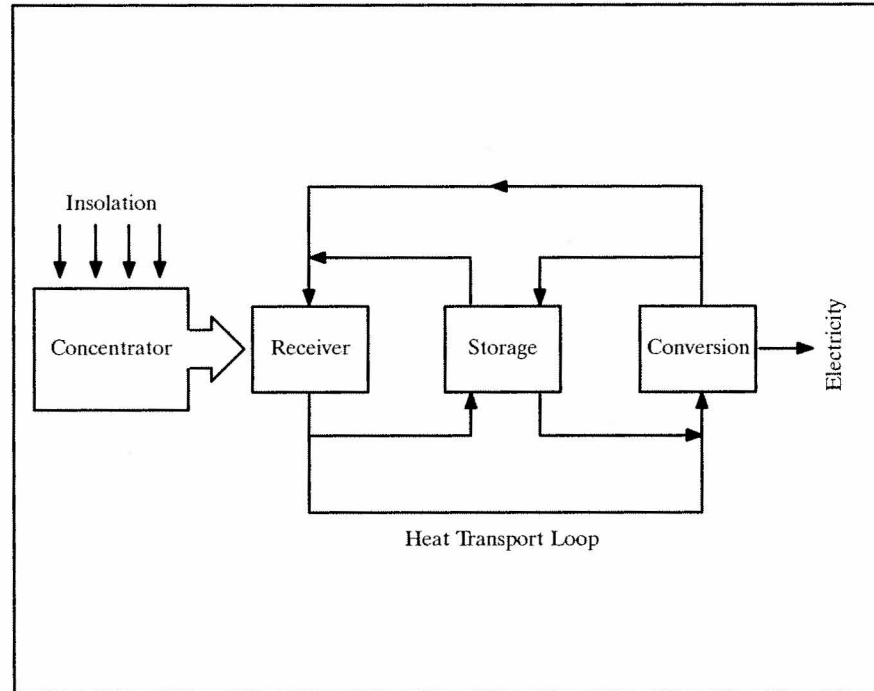 Insolation
Concentrator
Receiver
Storage
Conversion
Electricity
Heat Transport Loop